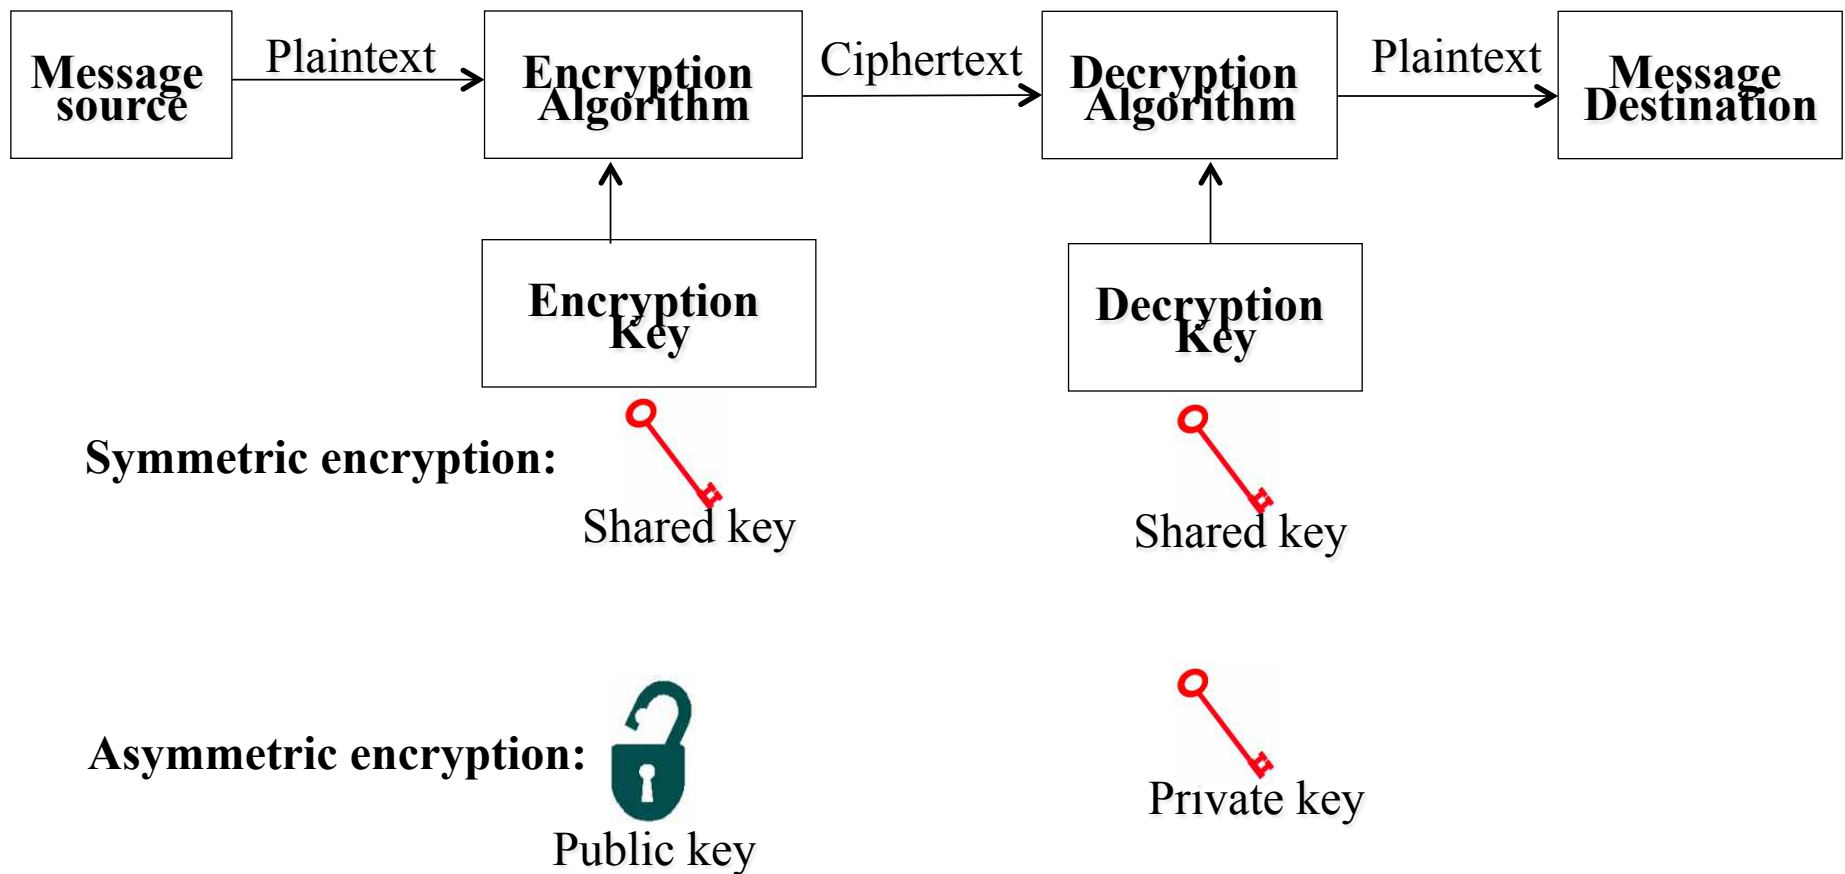 Message
source
Plaintext
Encryption
Algorithm
Ciphertext
Decryption
Algorithm
Plaintext
Message
Destination
Encryption
Key
Decryption
Key
Symmetric encryption:
Shared key
Shared key
Asymmetric encryption:
Public key
Private key